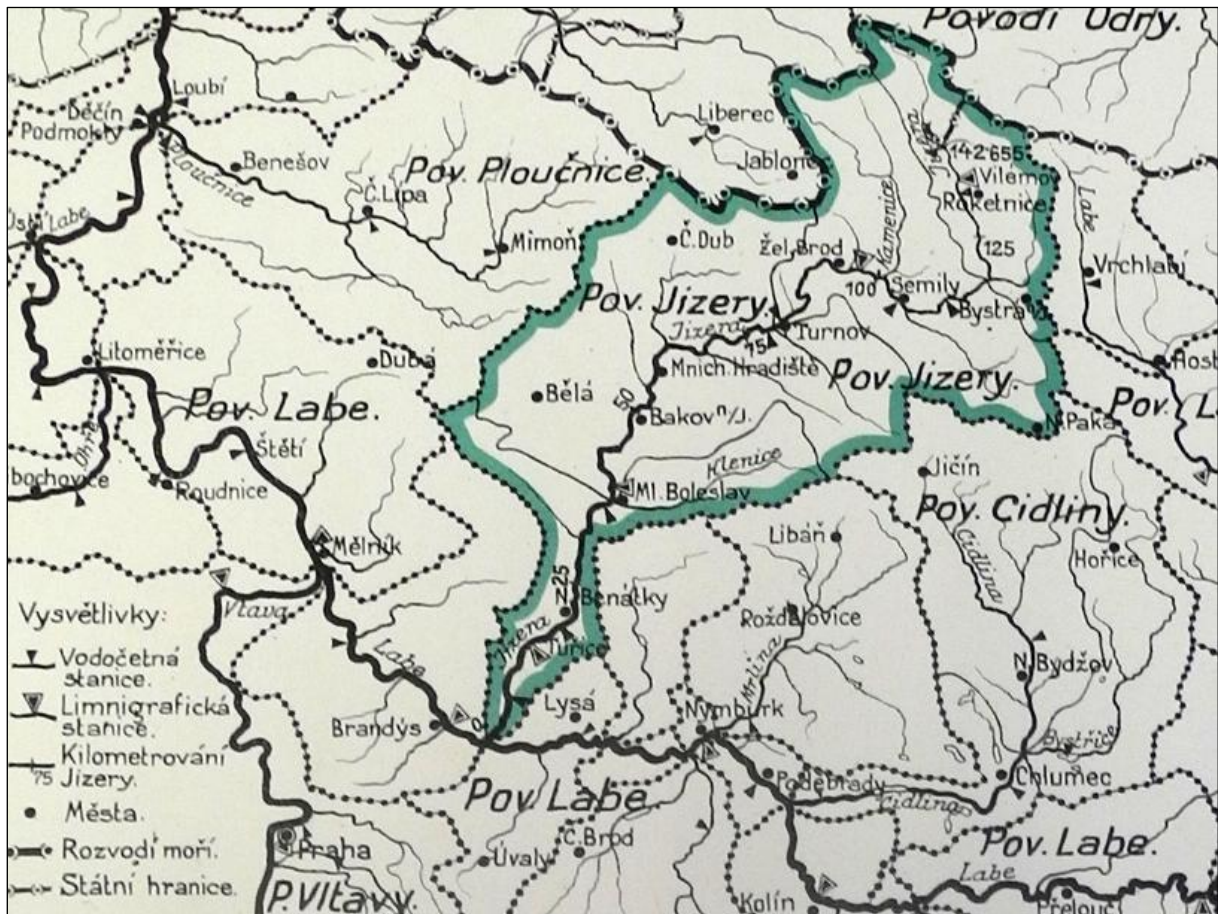 Povodí Odry.
Loubí
Děčín
Podmokly
Liberec
Benešov
Ploučnice
Pov. Ploučnice.
Jablonec
Jizera
142 655
Vilémov
Roketnice
Č. Lípa
Labe
Kamenice
Mimoň
Č. Dub
Žel. Brod
125
Vrchlabí
100
Semily
Pov. Jizery.
Bystrá n/J.
Jizera
75
Turnov
Litoměřice
Dubá
Mnich. Hradiště
Pov. Jizery.
Host
Pov. Labe.
Bělá
50
Bakov n/J.
Pov. L
N. Paka
Ohře
Štětí
Klenice
Jičín
bochovice
Roudnice
Ml. Boleslav
Pov. Cidliny.
Mělník
Libáň
Hořice
Cidlina
25
N. Benátky
Vltava
Rožďalovice
Jizera
Turice
Mrlina
Labe
N. Bydžov
Lysá
Nymburk
Brandýs
0
Bystřice
Poděbrady
Chlumec
Cidlina
Pov. Labe
Č. Brod
Úvaly
Pov. Labe.
Labe
Praha
P. Vltavy.
Kolín
Přelouč
Vysvětlivky:
Vodočetná
stanice.
Limnigrafická
stanice.
75
Kilometrování
Jizery.
Města.
Rozvodí moří.
Státní hranice.